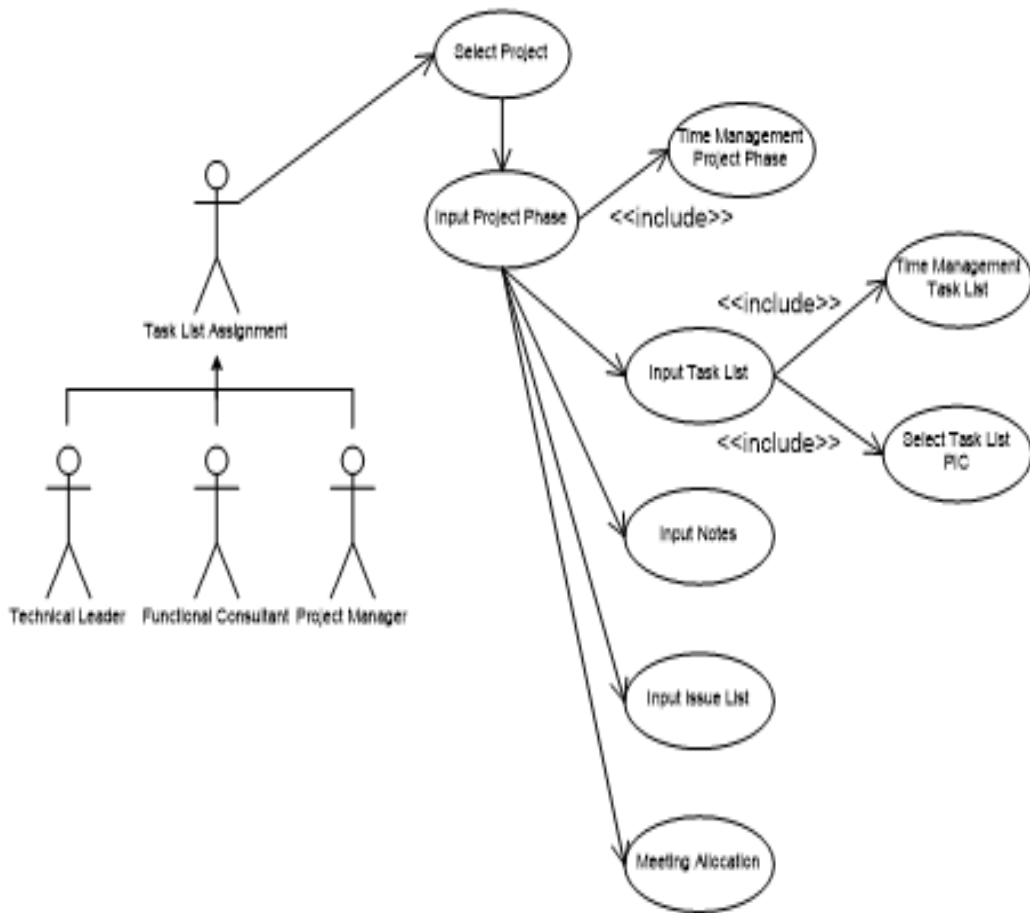 Select Project
Time Management
Project Phase
Input Project Phase
<<include>>
Time Management
Task List
<<include>>
Task List Assignment
Input Task List
<<include>>
Select Task List
PIC
Input Notes
Technical Leader
Functional Consultant
Project Manager
Input Issue List
Meeting Allocation